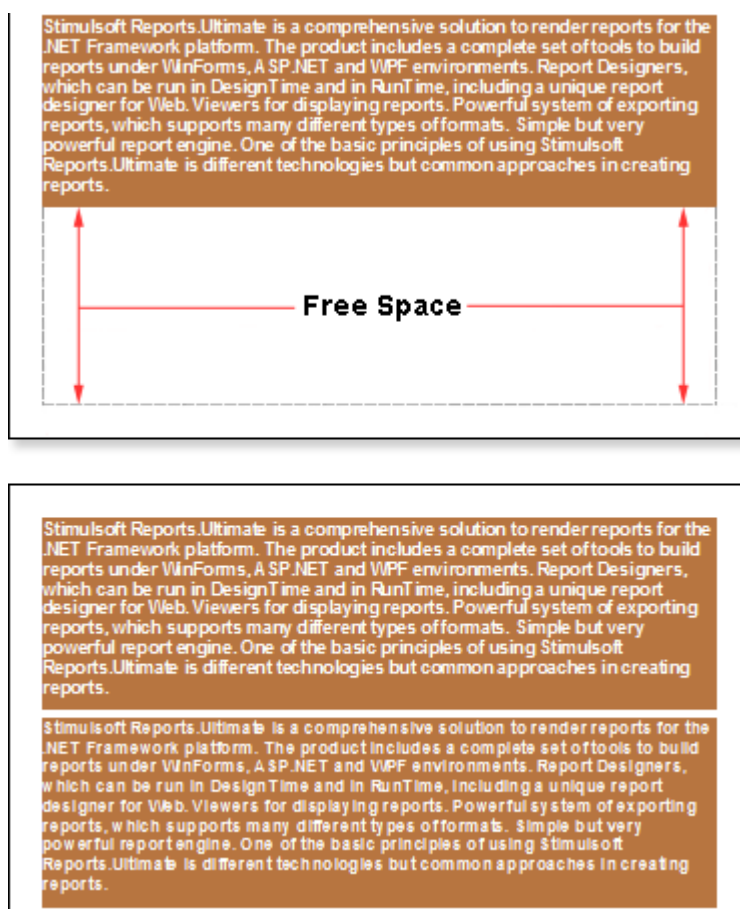 Stimulsoft Reports.Ultimate is a comprehensive solution to render reports for the
.NET Framework platform. The product includes a complete set of tools to build
reports under WinForms, ASP.NET and WPF environments. Report Designers,
which can be run in DesignTime and in RunTime, including a unique report
designer for Web. Viewers for displaying reports. Powerful system of exporting
reports, which supports many different types of formats. Simple but very
powerful report engine. One of the basic principles of using Stimulsoft
Reports.Ultimate is different technologies but common approaches in creating
reports.
Free Space
Stimulsoft Reports.Ultimate is a comprehensive solution to render reports for the
.NET Framework platform. The product includes a complete set of tools to build
reports under WinForms, ASP.NET and WPF environments. Report Designers,
which can be run in DesignTime and in RunTime, including a unique report
designer for Web. Viewers for displaying reports. Powerful system of exporting
reports, which supports many different types of formats. Simple but very
powerful report engine. One of the basic principles of using Stimulsoft
Reports.Ultimate is different technologies but common approaches in creating
reports.
Stimulsoft Reports.Ultimate is a comprehensive solution to render reports for the
.NET Framework platform. The product includes a complete set of tools to build
reports under WinForms, ASP.NET and WPF environments. Report Designers,
which can be run in DesignTime and in RunTime, including a unique report
designer for Web. Viewers for displaying reports. Powerful system of exporting
reports, which supports many different types of formats. Simple but very
powerful report engine. One of the basic principles of using Stimulsoft
Reports.Ultimate is different technologies but common approaches in creating
reports.